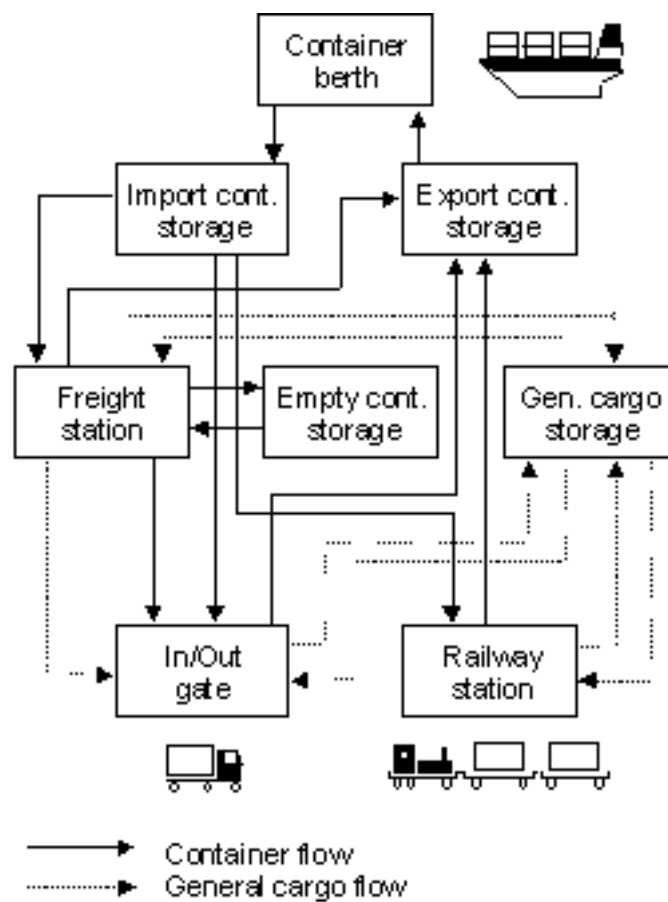 Container
berth
Import cont.
storage
Export cont.
storage
Freight
station
Empty cont.
storage
Gen. cargo
storage
In/Out
gate
Railway
station
Container flow
General cargo flow